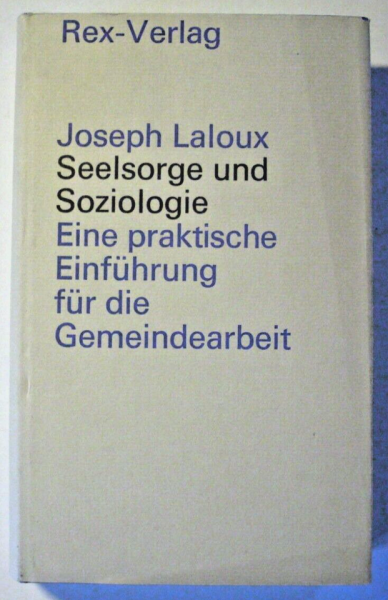 Rex-Verlag
Joseph Laloux
Seelsorge und
Soziologie
Eine praktische
Einführung
für die
Gemeindearbeit